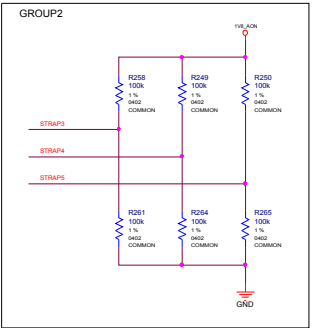 GROUP2
1V8_AON
R258
100k
1 %
0402
COMMON
R249
100k
1 %
0402
COMMON
R250
100k
1 %
0402
COMMON
STRAP3
STRAP4
STRAP5
R261
100k
1 %
0402
COMMON
R264
100k
1 %
0402
COMMON
R265
100k
1 %
0402
COMMON
GND